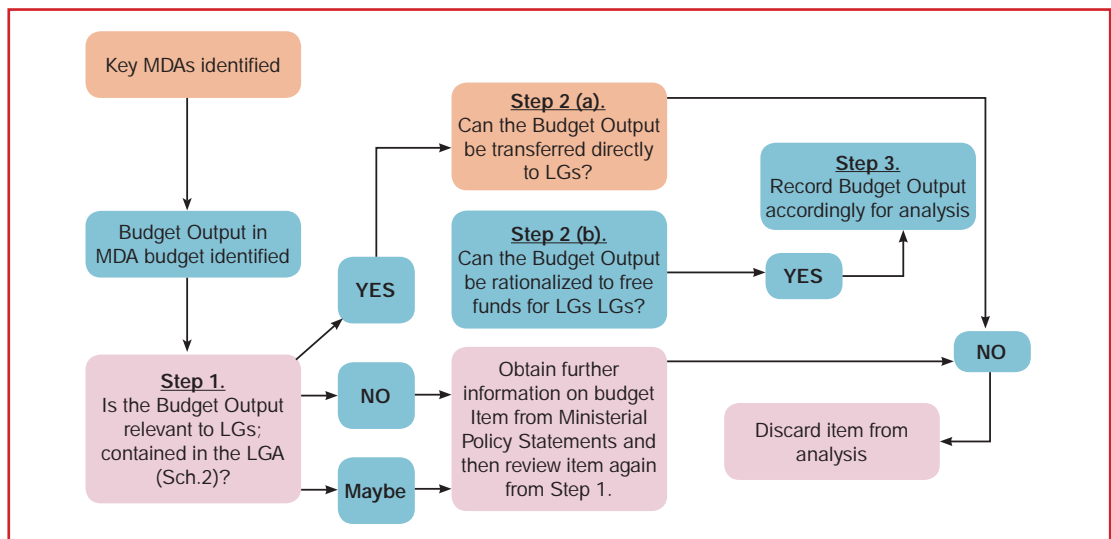 Key MDAs identified
Budget Output in
MDA budget identified
Step 1.
Is the Budget Output
relevant to LGs;
contained in the LGA
(Sch.2)?
YES
NO
Maybe
Step 2 (a).
Can the Budget Output
be transferred directly
to LGs?
Step 2 (b).
Can the Budget Output
be rationalized to free
funds for LGs LGs?
Obtain further
information on budget
Item from Ministerial
Policy Statements and
then review item again
from Step 1.
YES
Step 3.
Record Budget Output
accordingly for analysis
NO
Discard item from
analysis